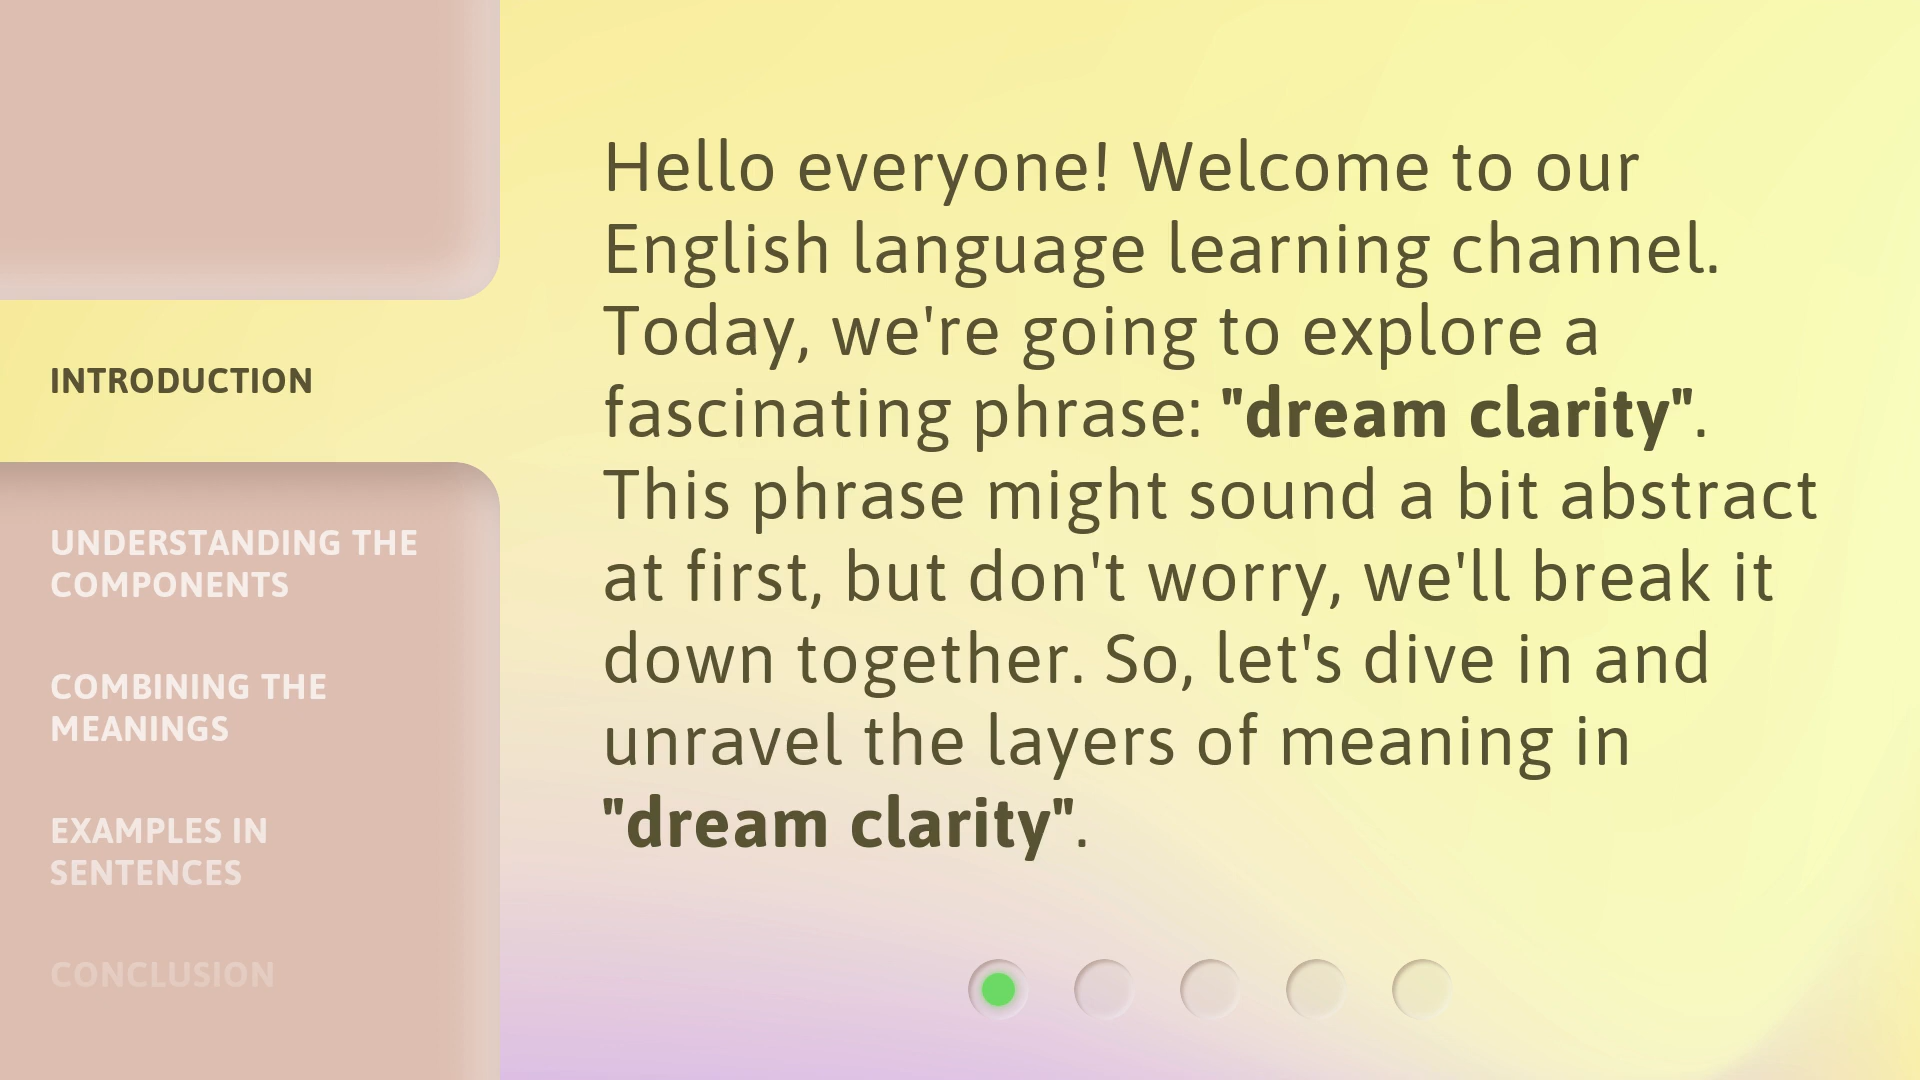 INTRODUCTION
UNDERSTANDING THE
COMPONENTS
COMBINING THE
MEANINGS
EXAMPLES IN
SENTENCES
CONCLUSION
Hello everyone! Welcome to our
English language learning channel.
Today, we're going to explore a
fascinating phrase: "dream clarity".
This phrase might sound a bit abstract
at first, but don't worry, we'll break it
down together. So, let's dive in and
unravel the layers of meaning in
"dream clarity".